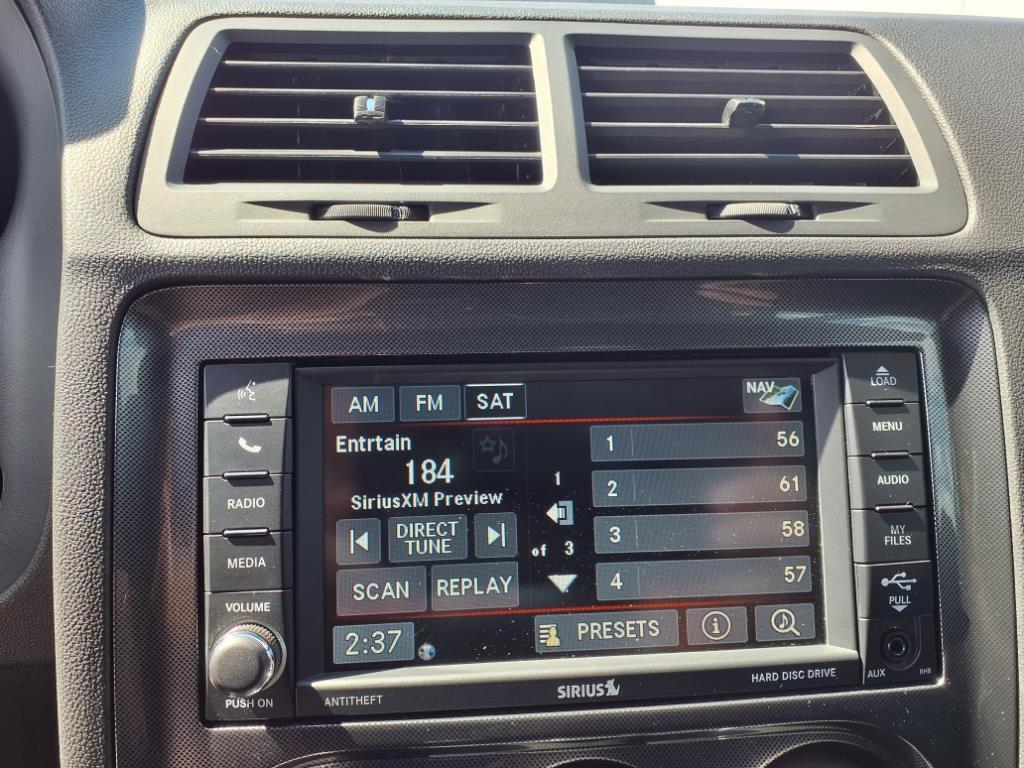 LOAD
MENU
AUDIO
MY
FILES
PULL
AUX
RHB
RADIO
MEDIA
VOLUME
PUSH ON
AM FM SAT NAV
Entrtain
184
SiriusXM Preview
DIRECT
TUNE
SCAN REPLAY
1
of 3
1 56
2 61
3 58
4 57
2:37 PRESETS i
ANTITHEFT SIRIUS HARD DISC DRIVE